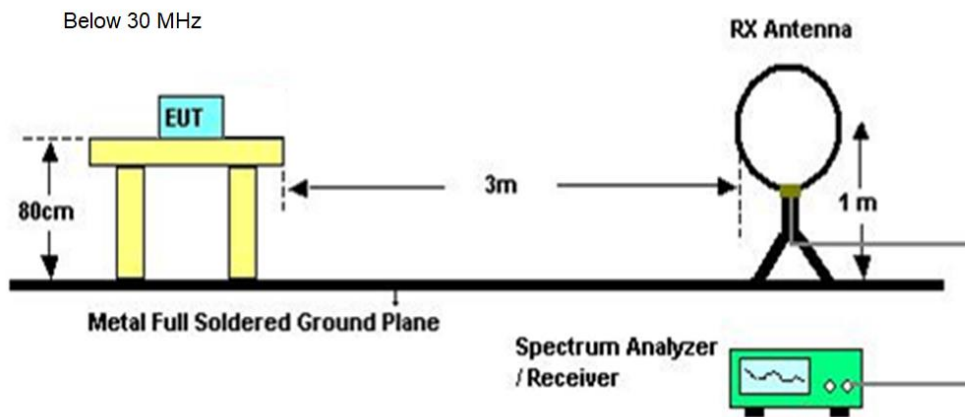 Below 30 MHz
RX Antenna
EUT
3m
80cm
1 m
Metal Full Soldered Ground Plane
Spectrum Analyzer
/ Receiver